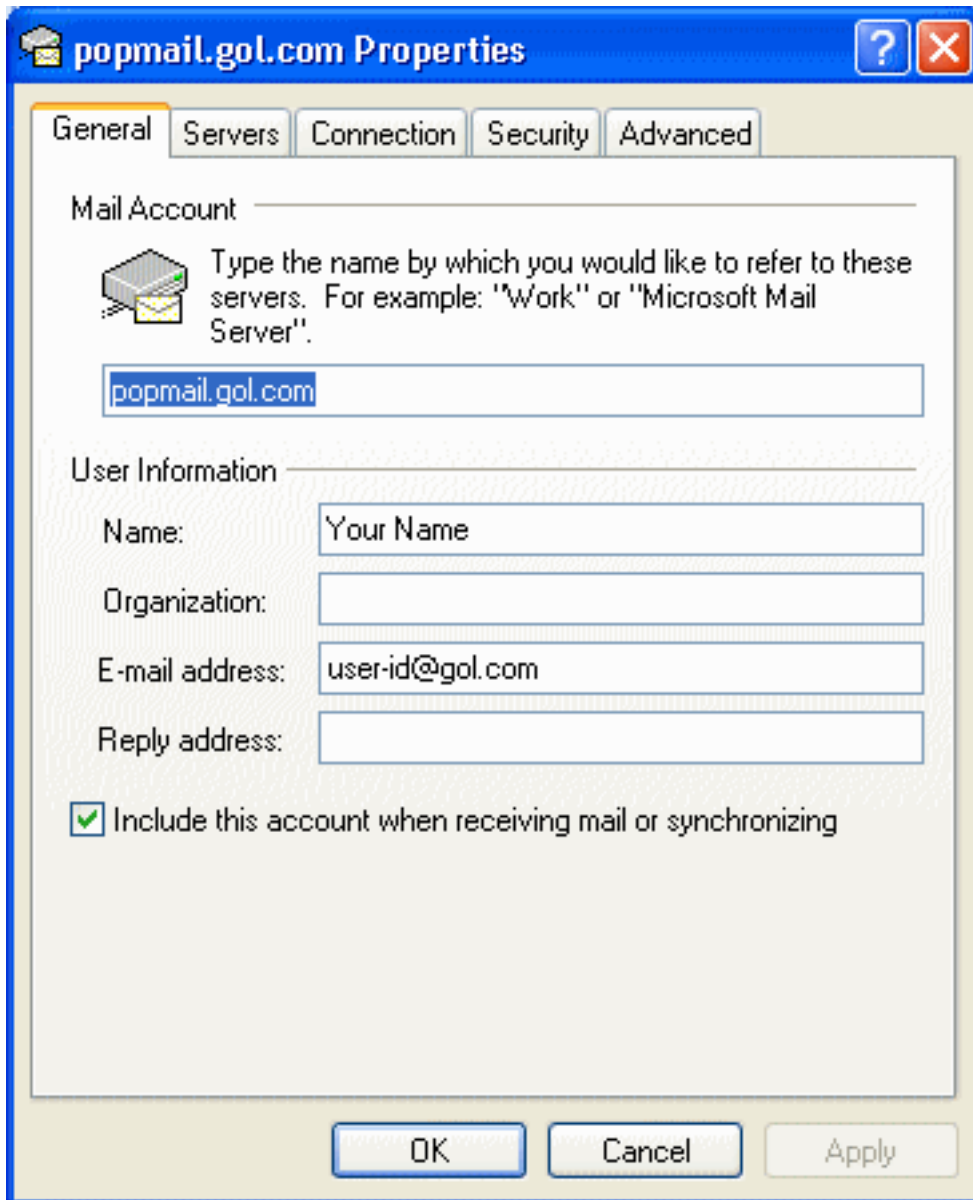 popmail.gol.com Properties
?
General Servers Connection Security Advanced
Mail Account
Type the name by which you would like to refer to these
servers. For example: "Work" or "Microsoft Mail
Server".
popmail.gol.com
User Information
Name: Your Name
Organization:
E-mail address: user-id@gol.com
Reply address:
Include this account when receiving mail or synchronizing
OK Cancel Apply